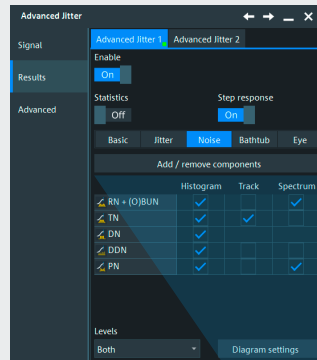 Advanced Jitter
Signal
Results
Advanced
Advanced Jitter 1 Advanced Jitter 2
Enable
On
Statistics Step response
Off On
Basic Jitter Noise Bathtub Eye
Add / remove components
Histogram Track Spectrum
RN + (O)BUN
TN
DN
DDN
PN
Levels
Both Diagram settings